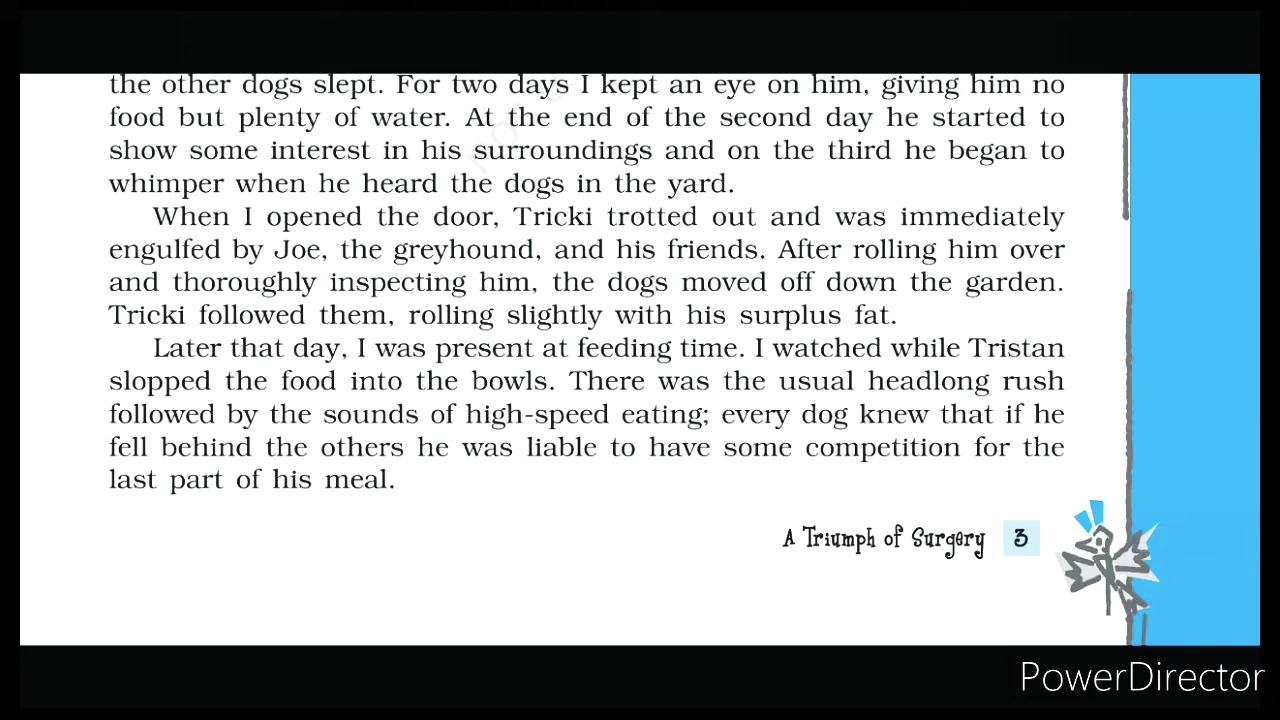 the other dogs slept. For two days I kept an eye on him, giving him no
food but plenty of water. At the end of the second day he started to
show some interest in his surroundings and on the third he began to
whimper when he heard the dogs in the yard.
When I opened the door, Tricki trotted out and was immediately
engulfed by Joe, the greyhound, and his friends. After rolling him over
and thoroughly inspecting him, the dogs moved off down the garden.
Tricki followed them, rolling slightly with his surplus fat.
Later that day, I was present at feeding time. I watched while Tristan
slopped the food into the bowls. There was the usual headlong rush
followed by the sounds of high-speed eating; every dog knew that if he
fell behind the others he was liable to have some competition for the
last part of his meal.
A Triumph of Surgery 3
PowerDirector